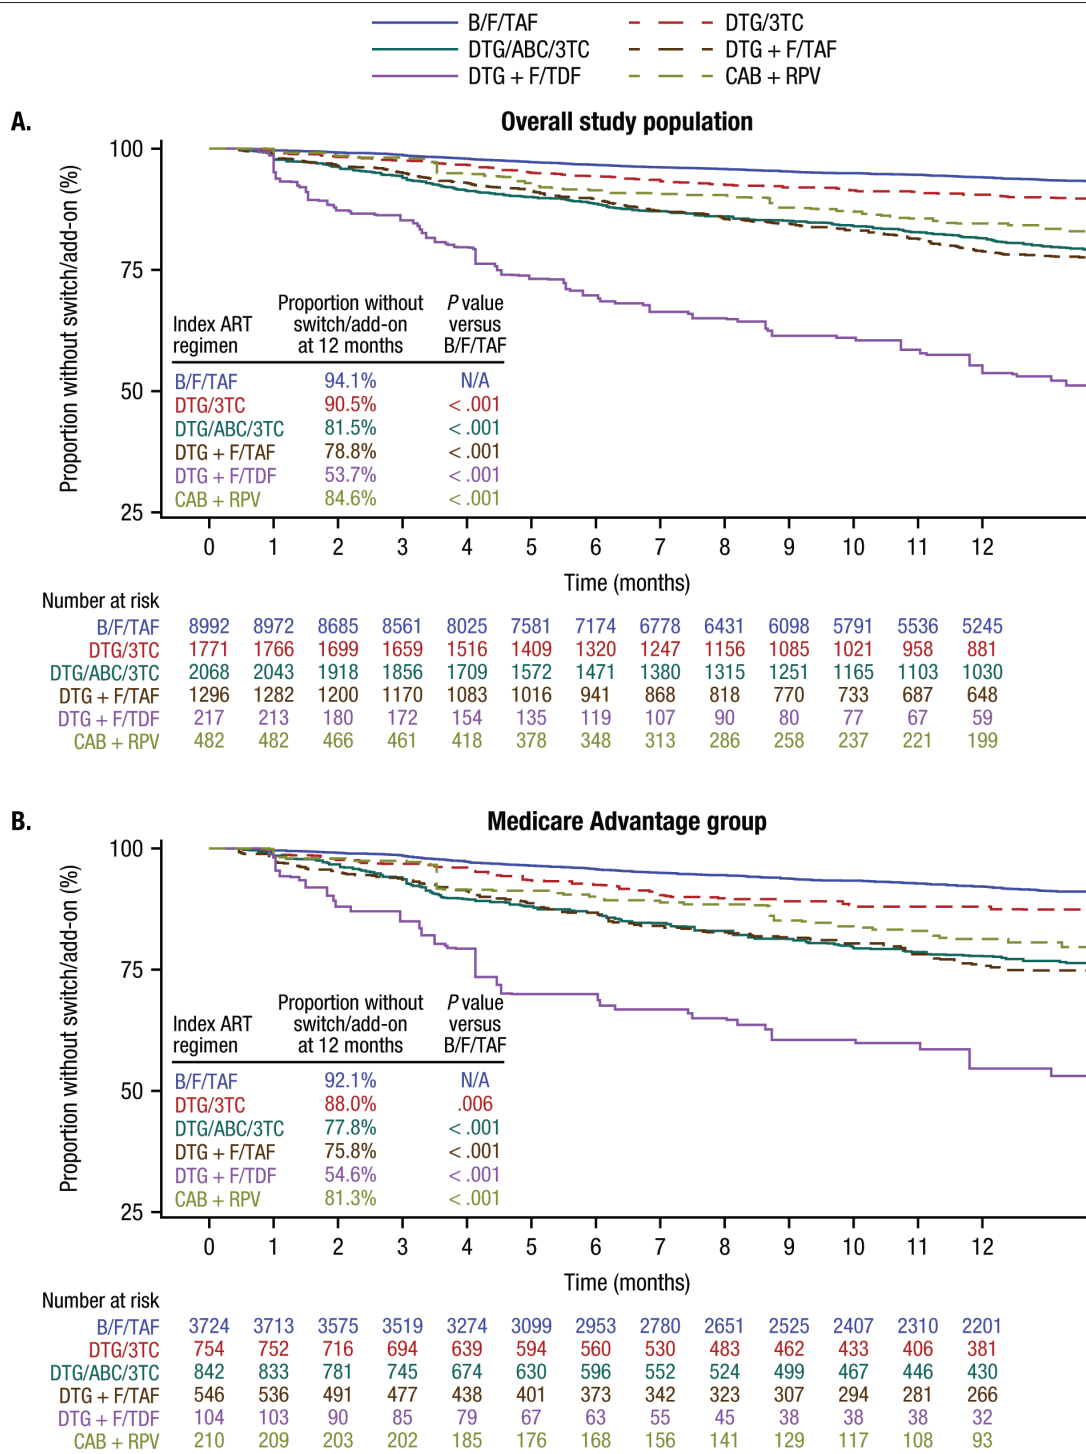 B/F/TAF DTG/3TC
DTG/ABC/3TC DTG + F/TAF
DTG + F/TDF CAB + RPV
A.
Overall study population
Proportion without switch/add-on (%)
100
75
50
25
Index ART regimen Proportion without switch/add-on at 12 months P value versus B/F/TAF
B/F/TAF 94.1% N/A
DTG/3TC 90.5% < .001
DTG/ABC/3TC 81.5% < .001
DTG + F/TAF 78.8% < .001
DTG + F/TDF 53.7% < .001
CAB + RPV 84.6% < .001
0 1 2 3 4 5 6 7 8 9 10 11 12
Time (months)
Number at risk
B/F/TAF 8992 8972 8685 8561 8025 7581 7174 6778 6431 6098 5791 5536 5245
DTG/3TC 1771 1766 1699 1659 1516 1409 1320 1247 1156 1085 1021 958 881
DTG/ABC/3TC 2068 2043 1918 1856 1709 1572 1471 1380 1315 1251 1165 1103 1030
DTG + F/TAF 1296 1282 1200 1170 1083 1016 941 868 818 770 733 687 648
DTG + F/TDF 217 213 180 172 154 135 119 107 90 80 77 67 59
CAB + RPV 482 482 466 461 418 378 348 313 286 258 237 221 199
B.
Medicare Advantage group
Proportion without switch/add-on (%)
100
75
50
25
Index ART regimen Proportion without switch/add-on at 12 months P value versus B/F/TAF
B/F/TAF 92.1% N/A
DTG/3TC 88.0% .006
DTG/ABC/3TC 77.8% < .001
DTG + F/TAF 75.8% < .001
DTG + F/TDF 54.6% < .001
CAB + RPV 81.3% < .001
0 1 2 3 4 5 6 7 8 9 10 11 12
Time (months)
Number at risk
B/F/TAF 3724 3713 3575 3519 3274 3099 2953 2780 2651 2525 2407 2310 2201
DTG/3TC 754 752 716 694 639 594 560 530 483 462 433 406 381
DTG/ABC/3TC 842 833 781 745 674 630 596 552 524 499 467 446 430
DTG + F/TAF 546 536 491 477 438 401 373 342 323 307 294 281 266
DTG + F/TDF 104 103 90 85 79 67 63 55 45 38 38 38 32
CAB + RPV 210 209 203 202 185 176 168 156 141 129 117 108 93